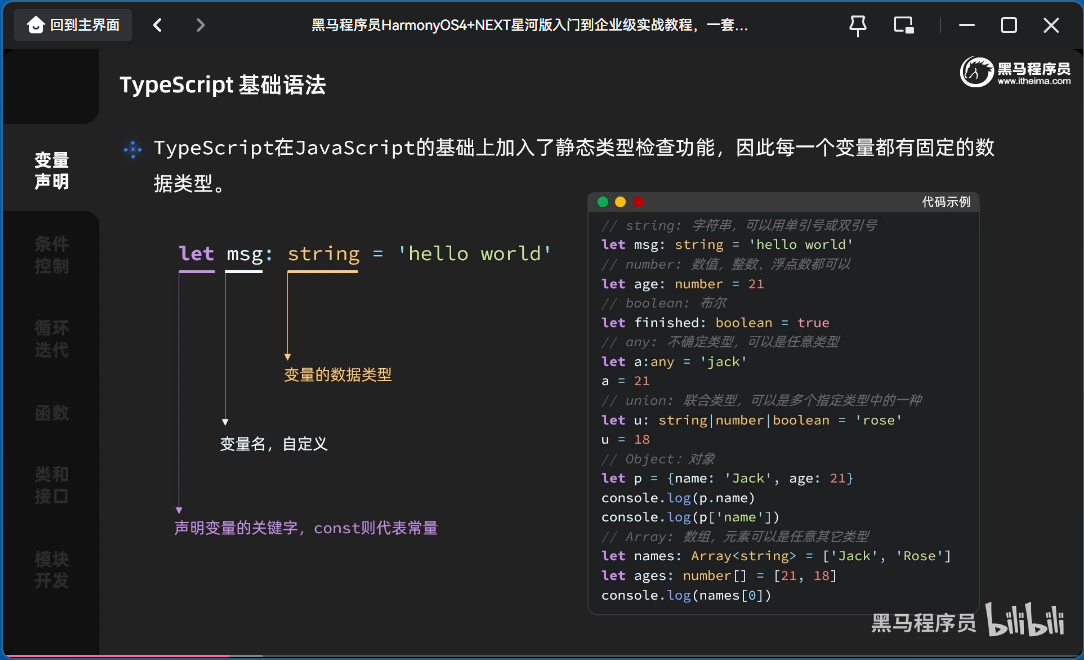 回到主界面
黑马程序员HarmonyOS4+NEXT星河版入门到企业级实战教程，一套...
TypeScript 基础语法
黑马程序员
www.itheima.com
变量
声明
条件
控制
循环
迭代
函数
类和
接口
模块
开发
TypeScript在JavaScript的基础上加入了静态类型检查功能，因此每一个变量都有固定的数
据类型。
let msg: string = 'hello world'
变量的数据类型
变量名，自定义
声明变量的关键字，const则代表常量
代码示例
// string: 字符串，可以用单引号或双引号
let msg: string = 'hello world'
// number: 数值，整数、浮点数都可以
let age: number = 21
// boolean: 布尔
let finished: boolean = true
// any: 不确定类型，可以是任意类型
let a:any = 'jack'
a = 21
// union: 联合类型，可以是多个指定类型中的一种
let u: string|number|boolean = 'rose'
u = 18
// Object: 对象
let p = {name: 'Jack', age: 21}
console.log(p.name)
console.log(p['name'])
// Array: 数组，元素可以是任意其它类型
let names: Array<string> = ['Jack', 'Rose']
let ages: number[] = [21, 18]
console.log(names[0])
黑马程序员 bilibili